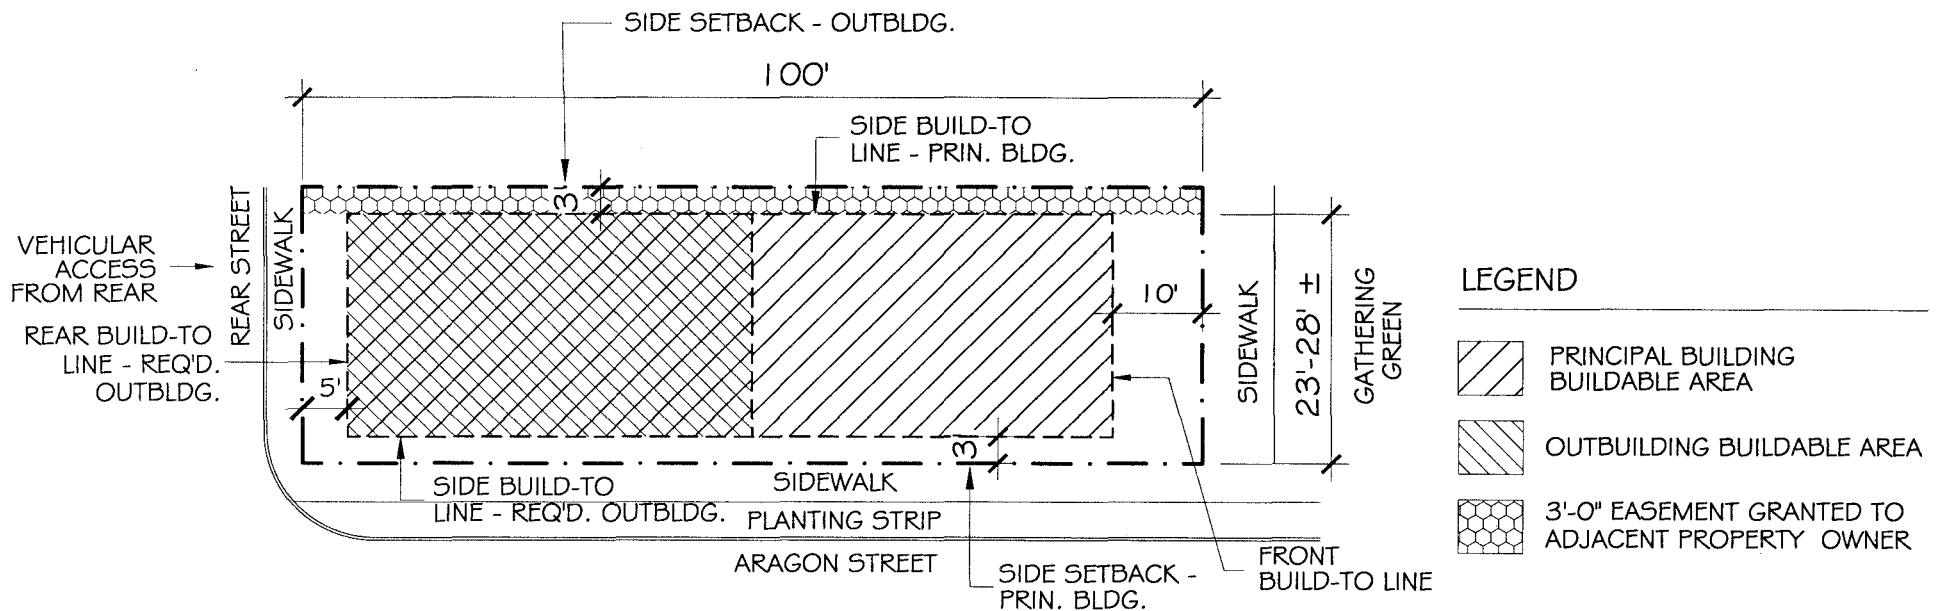 SIDE SETBACK - OUTBLDG.
100'
SIDE BUILD-TO
LINE - PRIN. BLDG.
3'
VEHICULAR
ACCESS
FROM REAR
REAR STREET
SIDEWALK
REAR BUILD-TO
LINE - REQ'D.
OUTBLDG.
5'
10'
SIDEWALK
23'-28' ±
GATHERING
GREEN
3'
SIDE BUILD-TO
LINE - REQ'D. OUTBLDG.
SIDEWALK
PLANTING STRIP
ARAGON STREET
SIDE SETBACK -
PRIN. BLDG.
FRONT
BUILD-TO LINE
LEGEND
PRINCIPAL BUILDING
BUILDABLE AREA
OUTBUILDING BUILDABLE AREA
3'-0" EASEMENT GRANTED TO
ADJACENT PROPERTY OWNER